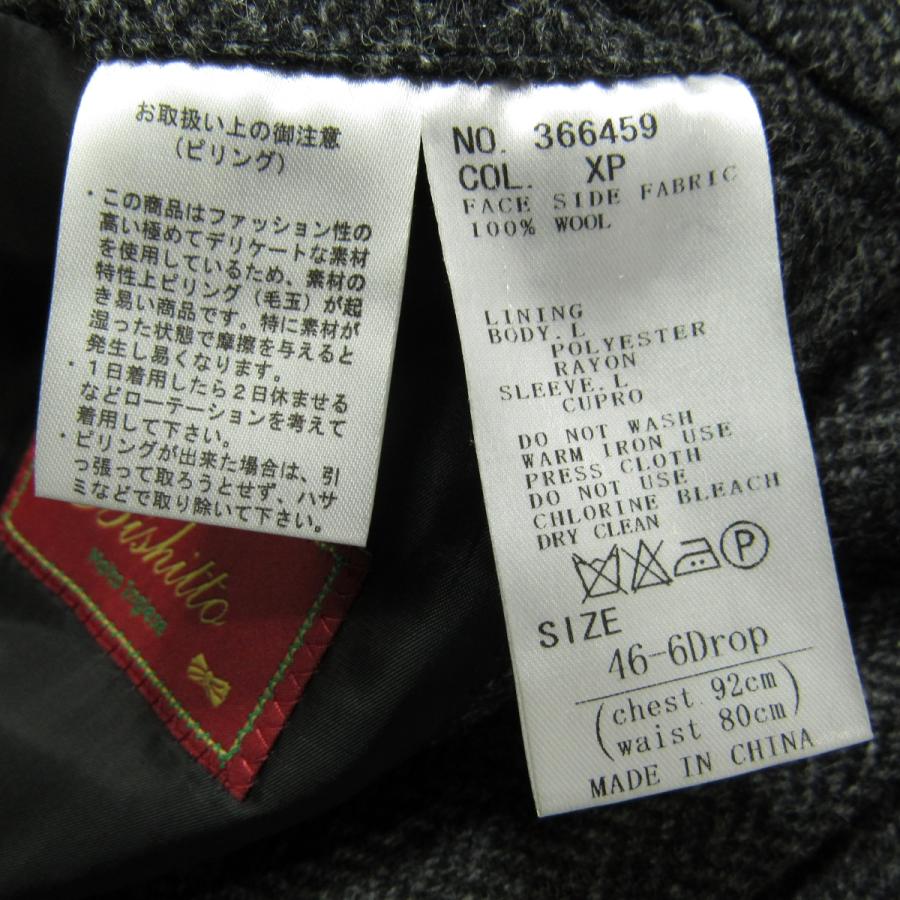 お取扱い上の御注意
(ピリング)
・この商品はファッション性の
高い極めてデリケートな素材
を使用しているため、素材の
特性上ピリング(毛玉)が起
き易い商品です。特に素材が
湿った状態で摩擦を与えると
発生し易くなります。
・1日着用したら2日休ませる
などローテーションを考えて
着用して下さい。
・ピリングが出来た場合は、引
っ張って取ろうとせず、ハサ
ミなどで取り除いて下さい。
NO. 366459
COL. XP
FACE SIDE FABRIC
100% WOOL
LINING
BODY.L
POLYESTER
RAYON
SLEEVE.L
CUPRO
DO NOT WASH
WARM IRON USE
PRESS CLOTH
DO NOT USE
CHLORINE BLEACH
DRY CLEAN
P
SIZE
46-6Drop
(chest 92cm
waist 80cm)
MADE IN CHINA